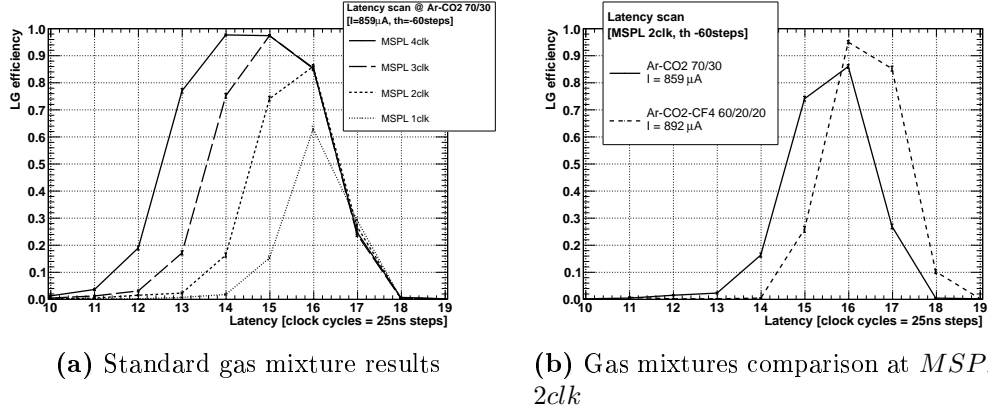 Latency scan @ Ar-CO2 70/30
[I=859μA, th=-60steps]
MSPL 4clk
MSPL 3clk
MSPL 2clk
MSPL 1clk
LG efficiency
1.0
0.9
0.8
0.7
0.6
0.5
0.4
0.3
0.2
0.1
0.0
10 11 12 13 14 15 16 17 18 19
Latency [clock cycles = 25ns steps]
(a) Standard gas mixture results
Latency scan
[MSPL 2clk, th -60steps]
Ar-CO2 70/30
I = 859 μA
Ar-CO2-CF4 60/20/20
I = 892 μA
LG efficiency
1.0
0.9
0.8
0.7
0.6
0.5
0.4
0.3
0.2
0.1
0.0
10 11 12 13 14 15 16 17 18 19
Latency [clock cycles = 25ns steps]
(b) Gas mixtures comparison at MSP
2clk